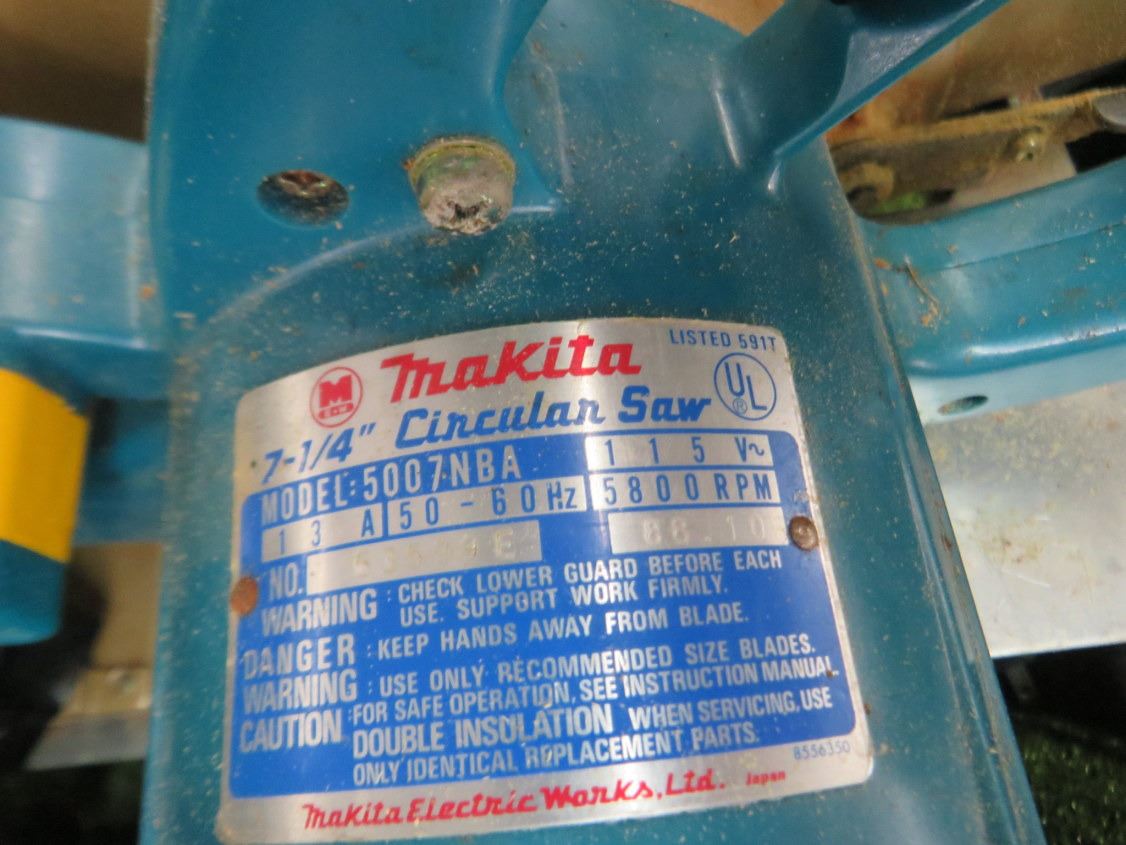 LISTED 591T
M Makita UL ®
7-1/4" Circular Saw
MODEL:5007NBA 115 V~
13 A 50-60Hz 5800RPM
NO.
WARNING : CHECK LOWER GUARD BEFORE EACH
USE. SUPPORT WORK FIRMLY.
DANGER : KEEP HANDS AWAY FROM BLADE.
WARNING : USE ONLY RECOMMENDED SIZE BLADES.
CAUTION : FOR SAFE OPERATION, SEE INSTRUCTION MANUAL.
DOUBLE INSULATION WHEN SERVICING, USE
ONLY IDENTICAL REPLACEMENT PARTS.
8556350
Makita Electric Works, Ltd. Japan